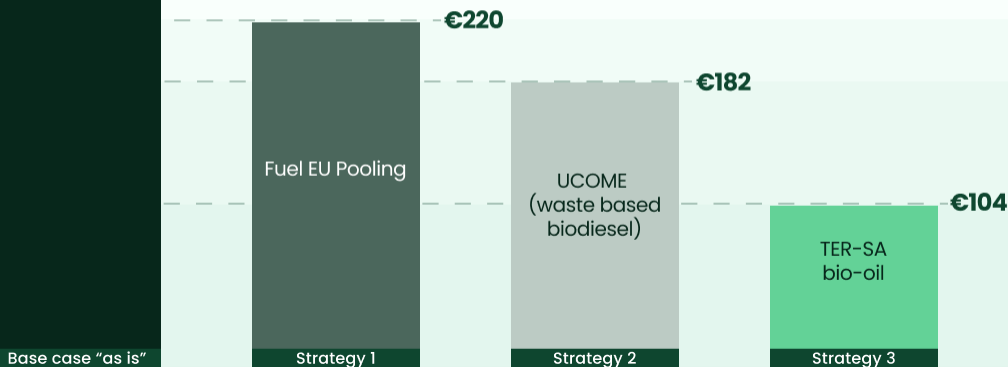 €220
€182
€104
Fuel EU Pooling
UCOME
(waste based
biodiesel)
TER-SA
bio-oil
Base case “as is”
Strategy 1
Strategy 2
Strategy 3